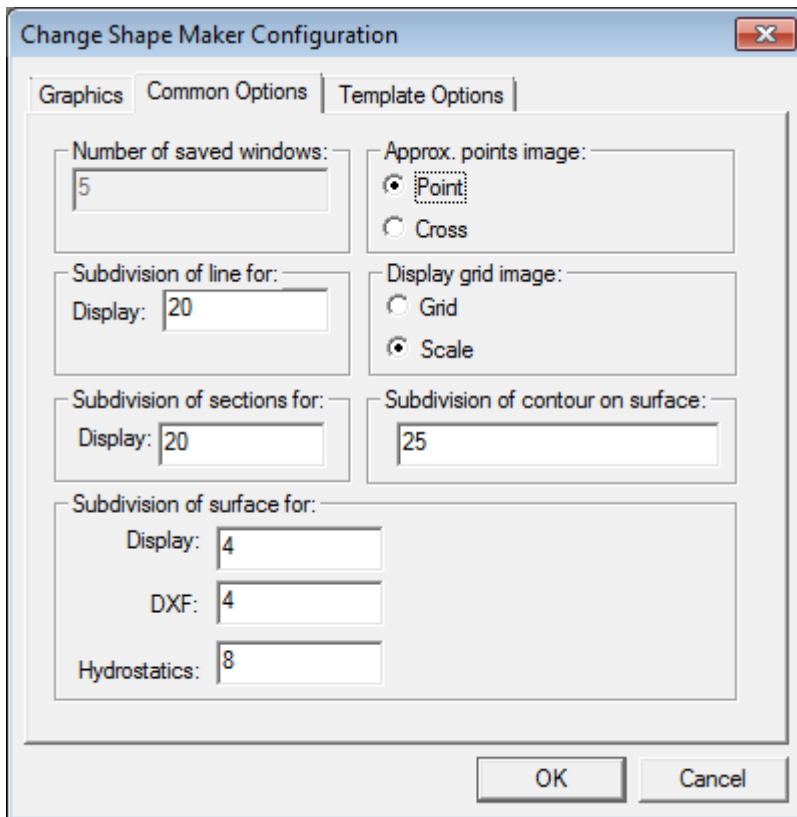 Change Shape Maker Configuration
Graphics Common Options Template Options
Number of saved windows:
5
Approx. points image:
Point
Cross
Subdivision of line for:
Display: 20
Display grid image:
Grid
Scale
Subdivision of sections for:
Display: 20
Subdivision of contour on surface:
25
Subdivision of surface for:
Display: 4
DXF: 4
Hydrostatics: 8
OK Cancel